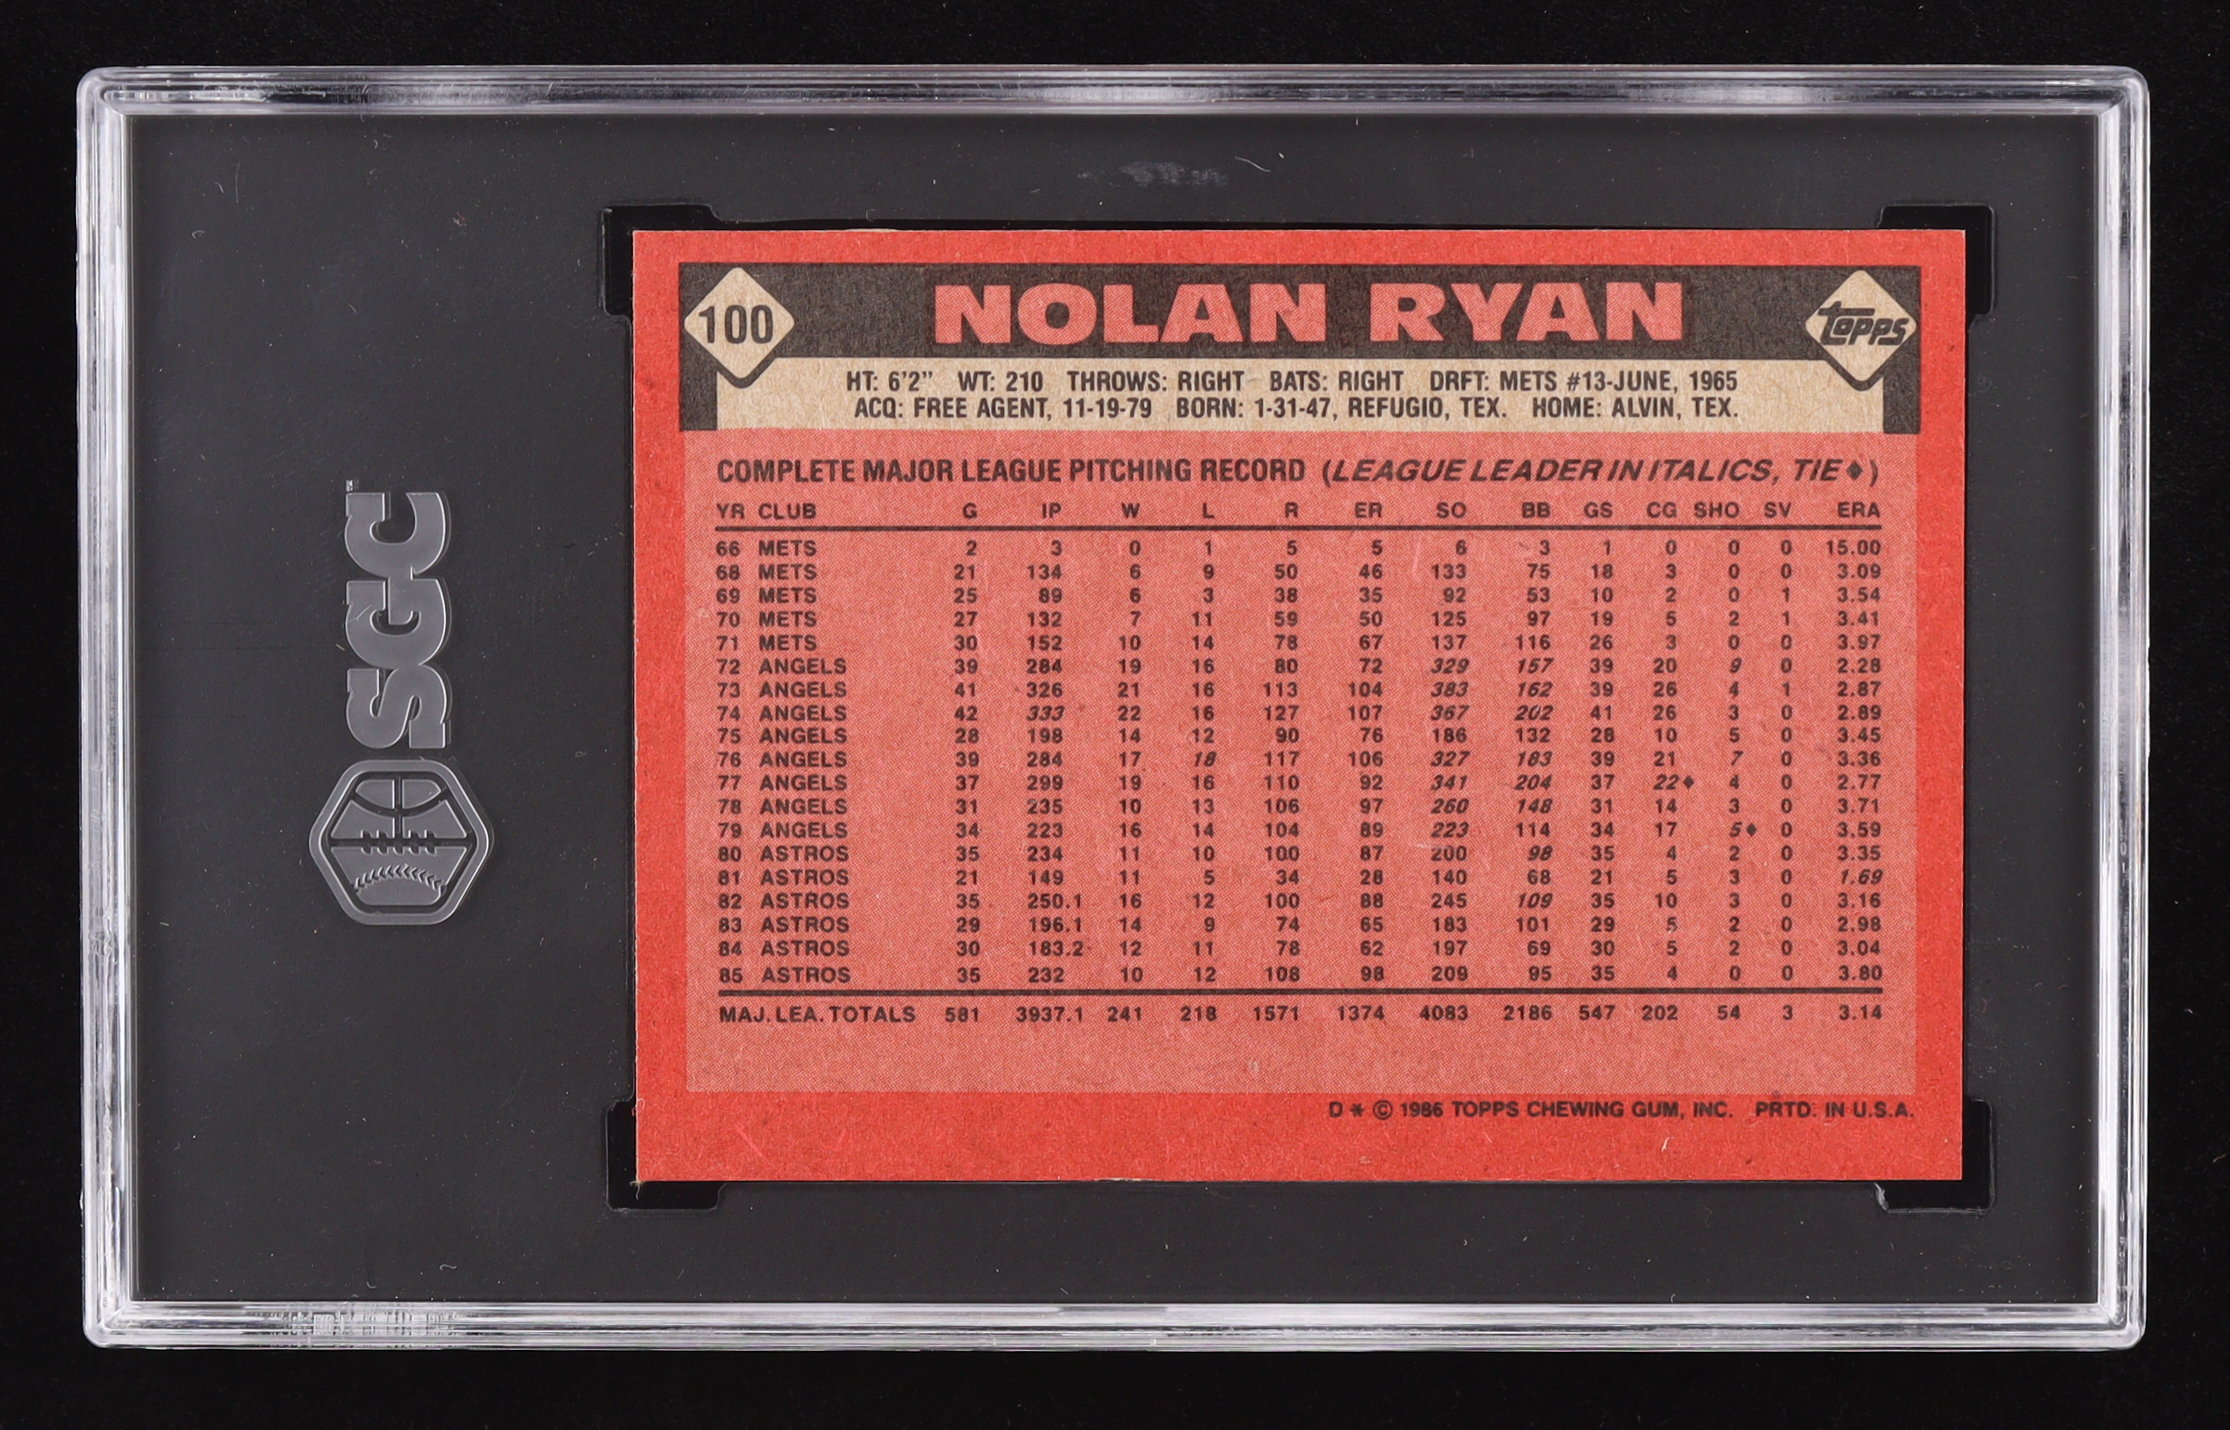 100 NOLAN RYAN topps
HT: 6'2" WT: 210 THROWS: RIGHT BATS: RIGHT DRFT: METS #13-JUNE, 1965
ACQ: FREE AGENT, 11-19-79 BORN: 1-31-47, REFUGIO, TEX. HOME: ALVIN, TEX.
COMPLETE MAJOR LEAGUE PITCHING RECORD (LEAGUE LEADER IN ITALICS, TIE♦)
YR CLUB G IP W L R ER SO BB GS CG SHO SV ERA
66 METS 2 3 0 1 5 5 6 3 1 0 0 0 15.00
68 METS 21 134 6 9 50 46 133 75 18 3 0 0 3.09
69 METS 25 89 6 3 38 35 92 53 10 2 0 1 3.54
70 METS 27 132 7 11 59 50 125 97 19 5 2 1 3.41
71 METS 30 152 10 14 78 67 137 116 26 3 0 0 3.97
72 ANGELS 39 284 19 16 80 72 329 157 39 20 9 0 2.28
73 ANGELS 41 326 21 16 113 104 383 162 39 26 4 1 2.87
74 ANGELS 42 333 22 16 127 107 367 202 41 26 3 0 2.89
75 ANGELS 28 198 14 12 90 76 186 132 28 10 5 0 3.45
76 ANGELS 39 284 17 18 117 106 327 183 39 21 7 0 3.36
77 ANGELS 37 299 19 16 110 92 341 204 37 22♦ 4 0 2.77
78 ANGELS 31 235 10 13 106 97 260 148 31 14 3 0 3.71
79 ANGELS 34 223 16 14 104 89 223 114 34 17 5♦ 0 3.59
80 ASTROS 35 234 11 10 100 87 200 98 35 4 2 0 3.35
81 ASTROS 21 149 11 5 34 28 140 68 21 5 3 0 1.69
82 ASTROS 35 250.1 16 12 100 88 245 109 35 10 3 0 3.16
83 ASTROS 29 196.1 14 9 74 65 183 101 29 5 2 0 2.98
84 ASTROS 30 183.2 12 11 78 62 197 69 30 5 2 0 3.04
85 ASTROS 35 232 10 12 108 98 209 95 35 4 0 0 3.80
MAJ. LEA. TOTALS 581 3937.1 241 218 1571 1374 4083 2186 547 202 54 3 3.14
D * © 1986 TOPPS CHEWING GUM, INC. PRTD. IN U.S.A.
SGC